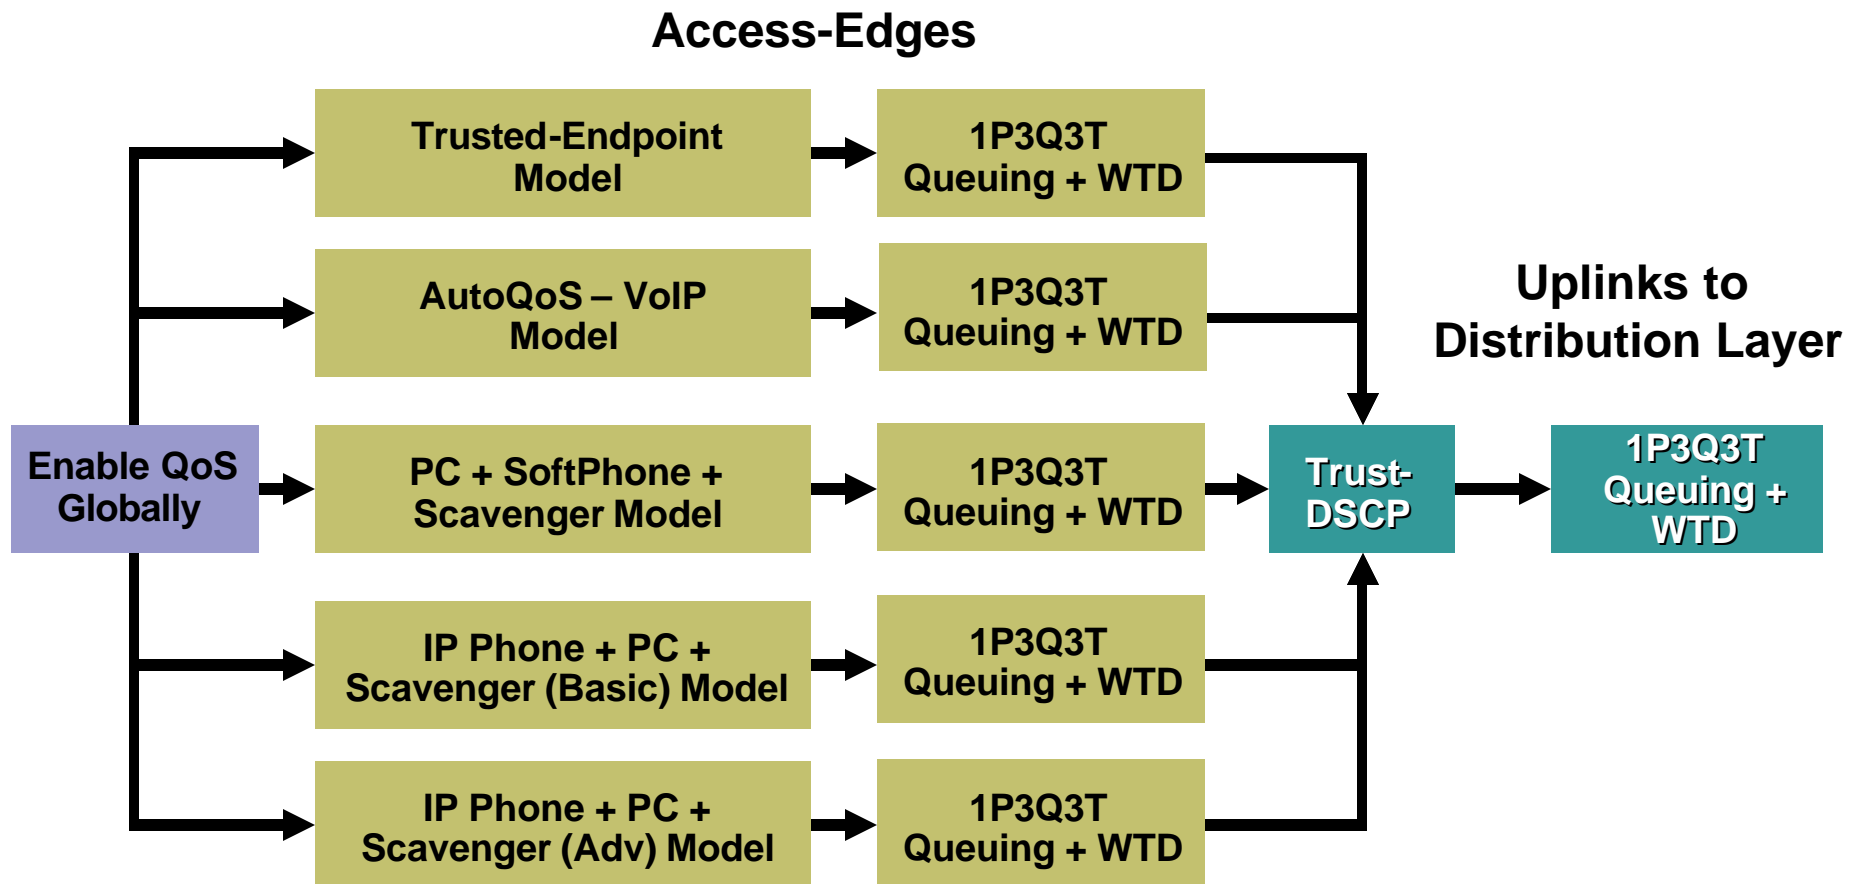 Access-Edges
Trusted-Endpoint
Model
1P3Q3T
Queuing + WTD
AutoQoS – VoIP
Model
1P3Q3T
Queuing + WTD
Uplinks to
Distribution Layer
Enable QoS
Globally
PC + SoftPhone +
Scavenger Model
1P3Q3T
Queuing + WTD
Trust-
DSCP
1P3Q3T
Queuing +
WTD
IP Phone + PC +
Scavenger (Basic) Model
1P3Q3T
Queuing + WTD
IP Phone + PC +
Scavenger (Adv) Model
1P3Q3T
Queuing + WTD